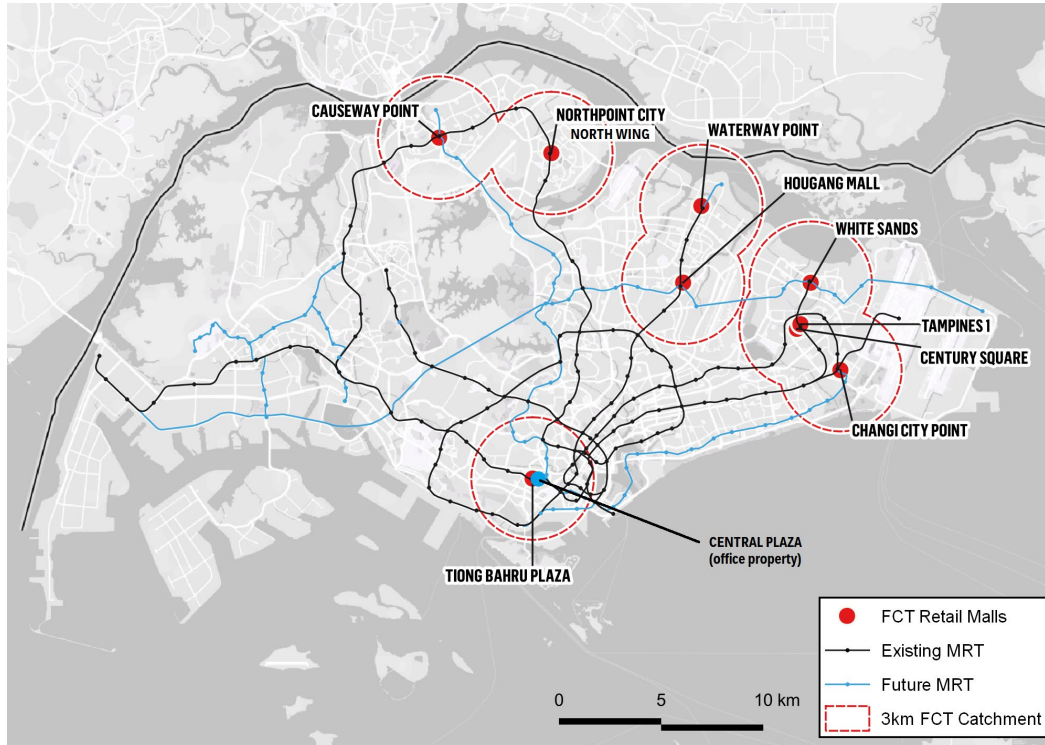 CAUSEWAY POINT
NORTHPOINT CITY
NORTH WING
WATERWAY POINT
HOUGANG MALL
WHITE SANDS
TAMPINES 1
CENTURY SQUARE
CHANGI CITY POINT
CENTRAL PLAZA
(office property)
TIONG BAHRU PLAZA
FCT Retail Malls
Existing MRT
Future MRT
3km FCT Catchment
0 5 10 km